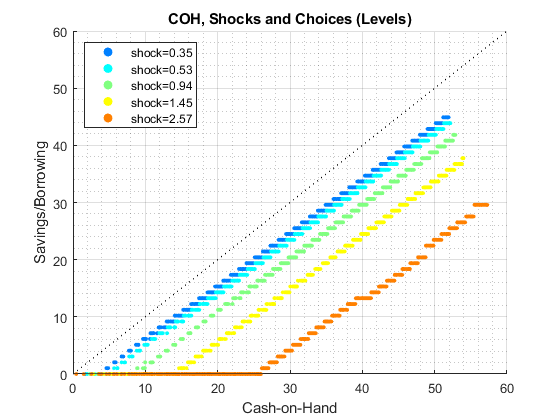 COH, Shocks and Choices (Levels)
shock=0.35
shock=0.53
shock=0.94
shock=1.45
shock=2.57
Savings/Borrowing
60
50
40
30
20
10
0
0 10 20 30 40 50 60
Cash-on-Hand